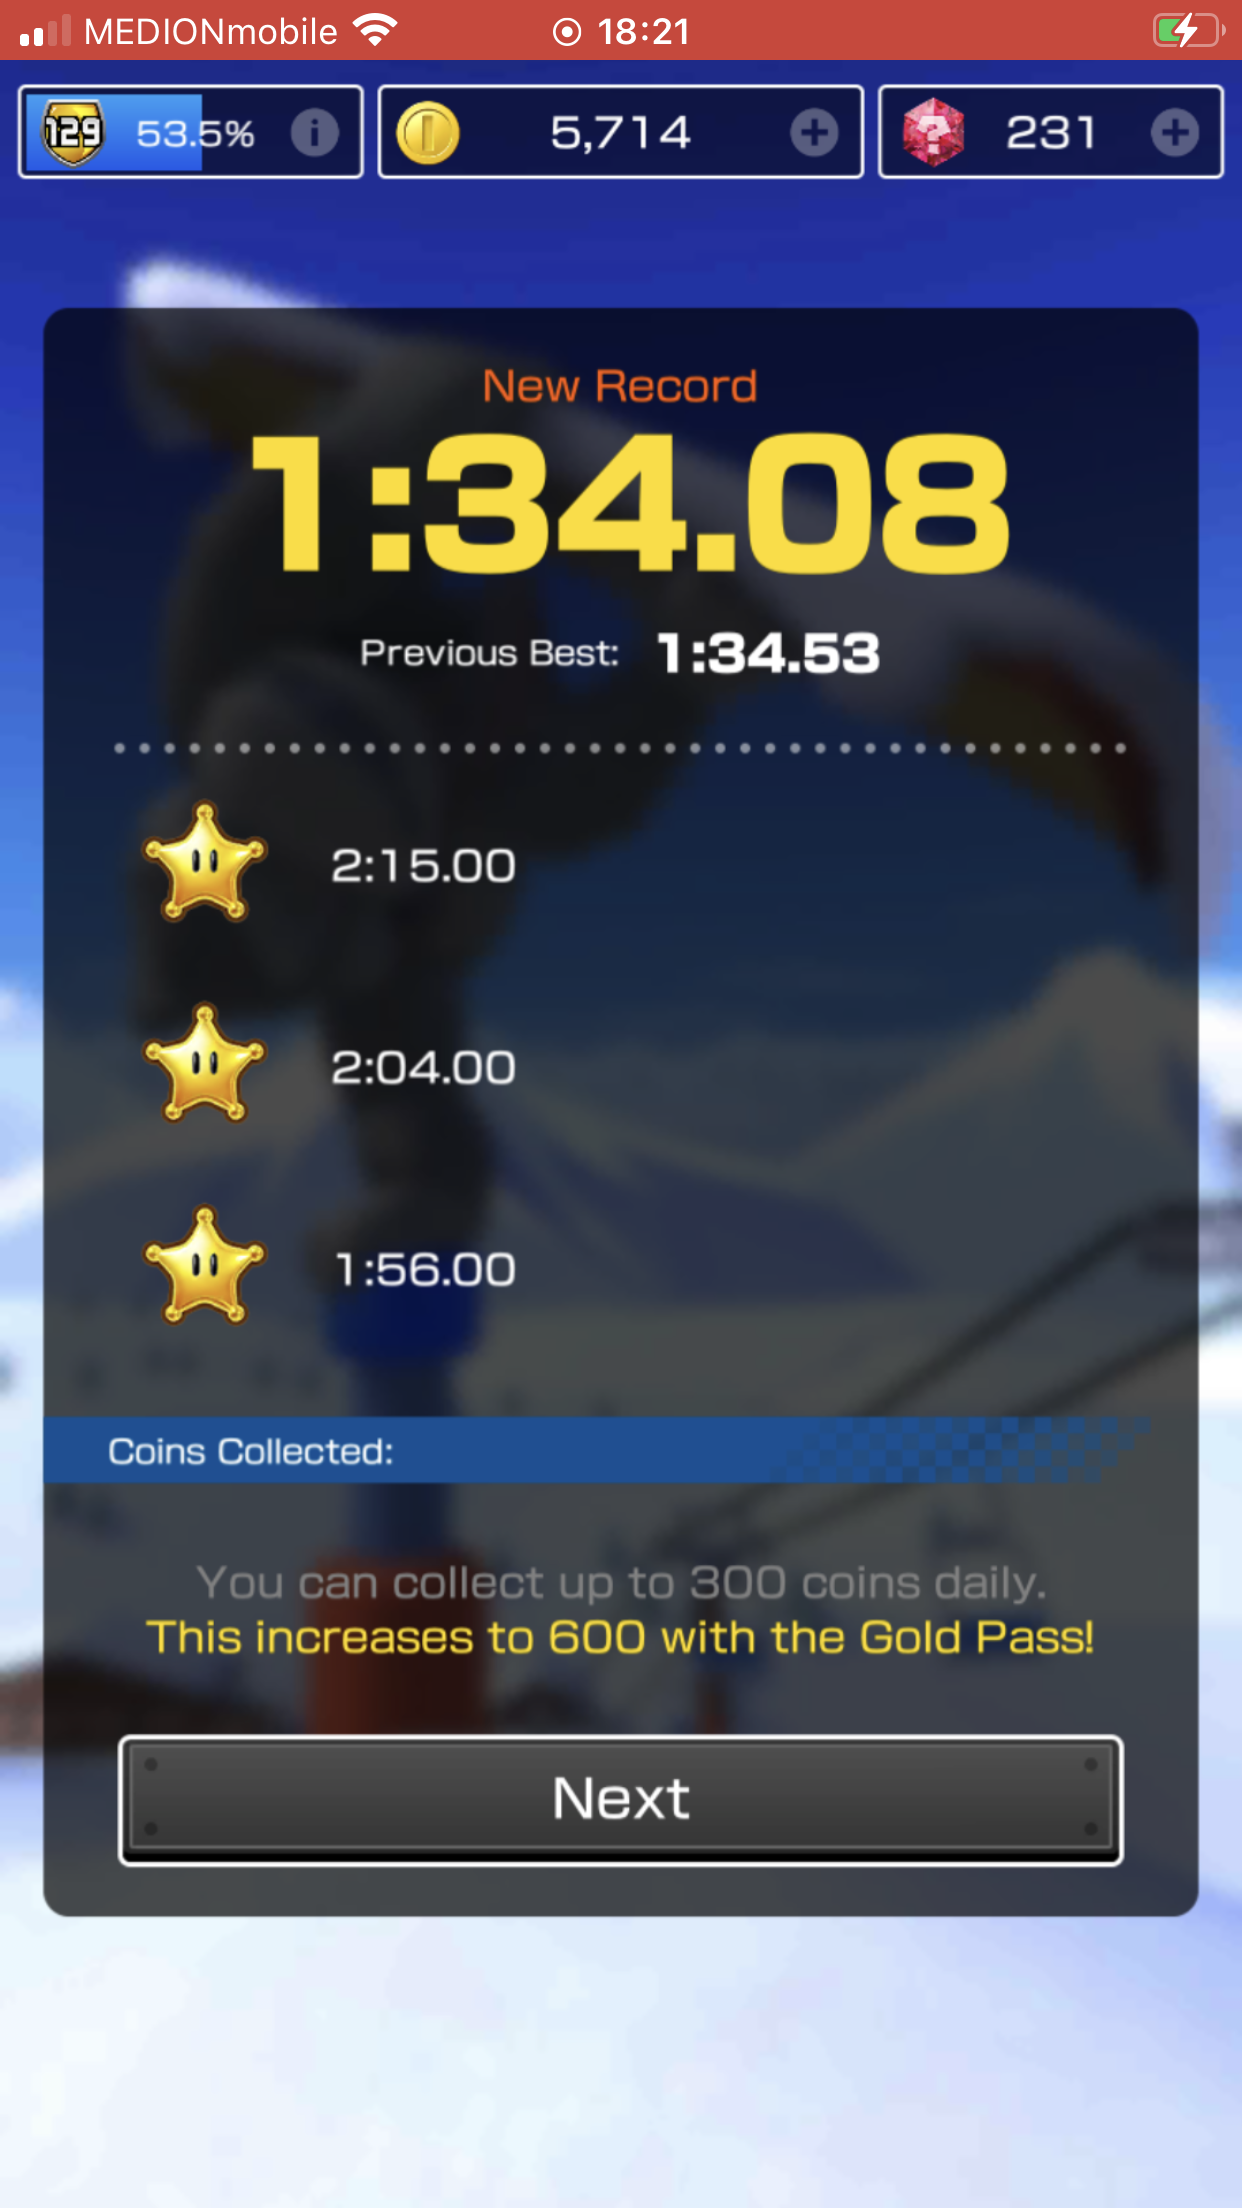 MEDIONmobile 18:21
129 53.5% i 5,714 + ? 231 +
New Record
1:34.08
Previous Best: 1:34.53
2:15.00
2:04.00
1:56.00
Coins Collected:
You can collect up to 300 coins daily.
This increases to 600 with the Gold Pass!
Next